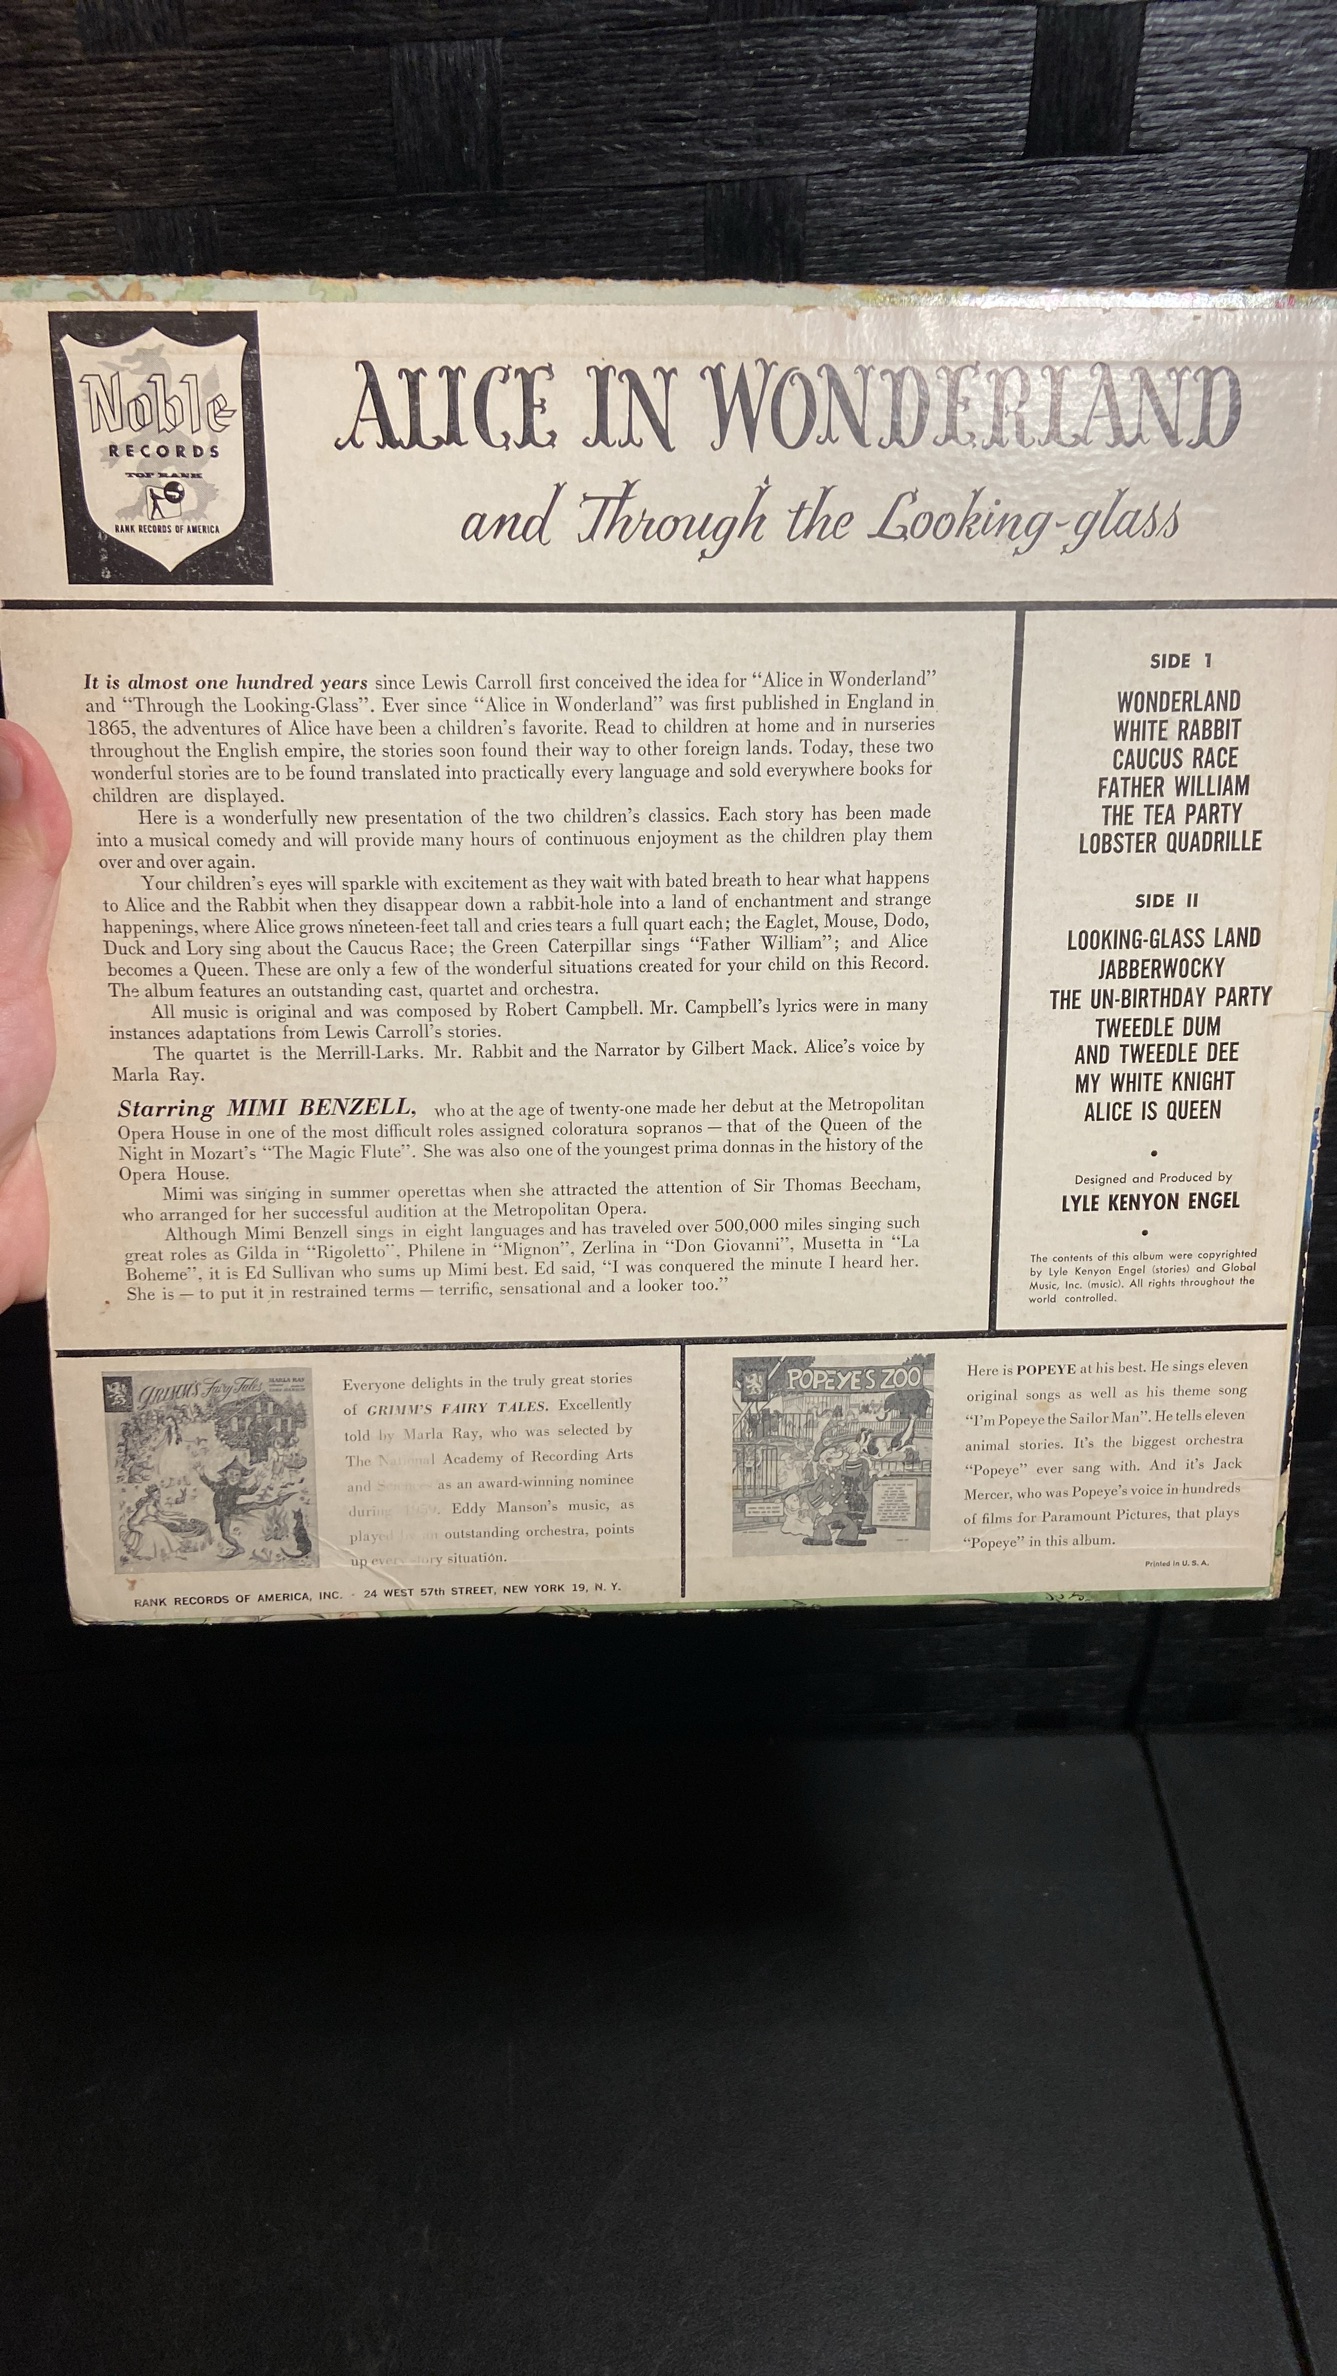 Noble
RECORDS
TOP RANK
RANK RECORDS OF AMERICA
ALICE IN WONDERLAND
and Through the Looking-glass
It is almost one hundred years since Lewis Carroll first conceived the idea for “Alice in Wonderland”
and “Through the Looking-Glass”. Ever since “Alice in Wonderland” was first published in England in
1865, the adventures of Alice have been a children’s favorite. Read to children at home and in nurseries
throughout the English empire, the stories soon found their way to other foreign lands. Today, these two
wonderful stories are to be found translated into practically every language and sold everywhere books for
children are displayed.
Here is a wonderfully new presentation of the two children’s classics. Each story has been made
into a musical comedy and will provide many hours of continuous enjoyment as the children play them
over and over again.
Your children’s eyes will sparkle with excitement as they wait with bated breath to hear what happens
to Alice and the Rabbit when they disappear down a rabbit-hole into a land of enchantment and strange
happenings, where Alice grows nineteen-feet tall and cries tears a full quart each; the Eaglet, Mouse, Dodo,
Duck and Lory sing about the Caucus Race; the Green Caterpillar sings “Father William”; and Alice
becomes a Queen. These are only a few of the wonderful situations created for your child on this Record.
The album features an outstanding cast, quartet and orchestra.
All music is original and was composed by Robert Campbell. Mr. Campbell’s lyrics were in many
instances adaptations from Lewis Carroll’s stories.
The quartet is the Merrill-Larks. Mr. Rabbit and the Narrator by Gilbert Mack. Alice’s voice by
Marla Ray.
Starring MIMI BENZELL, who at the age of twenty-one made her debut at the Metropolitan
Opera House in one of the most difficult roles assigned coloratura sopranos — that of the Queen of the
Night in Mozart’s “The Magic Flute”. She was also one of the youngest prima donnas in the history of the
Opera House.
Mimi was singing in summer operettas when she attracted the attention of Sir Thomas Beecham,
who arranged for her successful audition at the Metropolitan Opera.
Although Mimi Benzell sings in eight languages and has traveled over 500,000 miles singing such
great roles as Gilda in “Rigoletto”, Philene in “Mignon”, Zerlina in “Don Giovanni”, Musetta in “La
Boheme”, it is Ed Sullivan who sums up Mimi best. Ed said, “I was conquered the minute I heard her.
She is — to put it in restrained terms — terrific, sensational and a looker too.”
SIDE 1
WONDERLAND
WHITE RABBIT
CAUCUS RACE
FATHER WILLIAM
THE TEA PARTY
LOBSTER QUADRILLE
SIDE II
LOOKING-GLASS LAND
JABBERWOCKY
THE UN-BIRTHDAY PARTY
TWEEDLE DUM
AND TWEEDLE DEE
MY WHITE KNIGHT
ALICE IS QUEEN
Designed and Produced by
LYLE KENYON ENGEL
The contents of this album were copyrighted
by Lyle Kenyon Engel (stories) and Global
Music, Inc. (music). All rights throughout the
world controlled.
GRIMM'S Fairy Tales
MARLA RAY
Everyone delights in the truly great stories
of GRIMM’S FAIRY TALES. Excellently
told by Marla Ray, who was selected by
The National Academy of Recording Arts
and as an award-winning nominee
during Eddy Manson’s music, as
played by an outstanding orchestra, points
up every story situation.
RANK RECORDS OF AMERICA, INC. - 24 WEST 57th STREET, NEW YORK 19, N. Y.
POPEYE'S ZOO
Here is POPEYE at his best. He sings eleven
original songs as well as his theme song
“I’m Popeye the Sailor Man”. He tells eleven
animal stories. It’s the biggest orchestra
“Popeye” ever sang with. And it’s Jack
Mercer, who was Popeye’s voice in hundreds
of films for Paramount Pictures, that plays
“Popeye” in this album.
Printed in U. S. A.